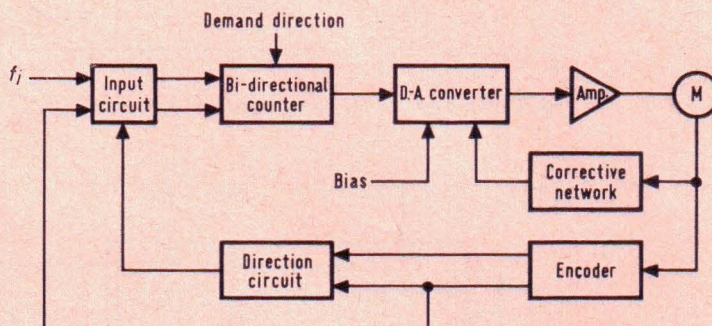 Demand direction
fi
Input
circuit
Bi-directional
counter
D.-A. converter
Amp.
M
Bias
Corrective
network
Direction
circuit
Encoder